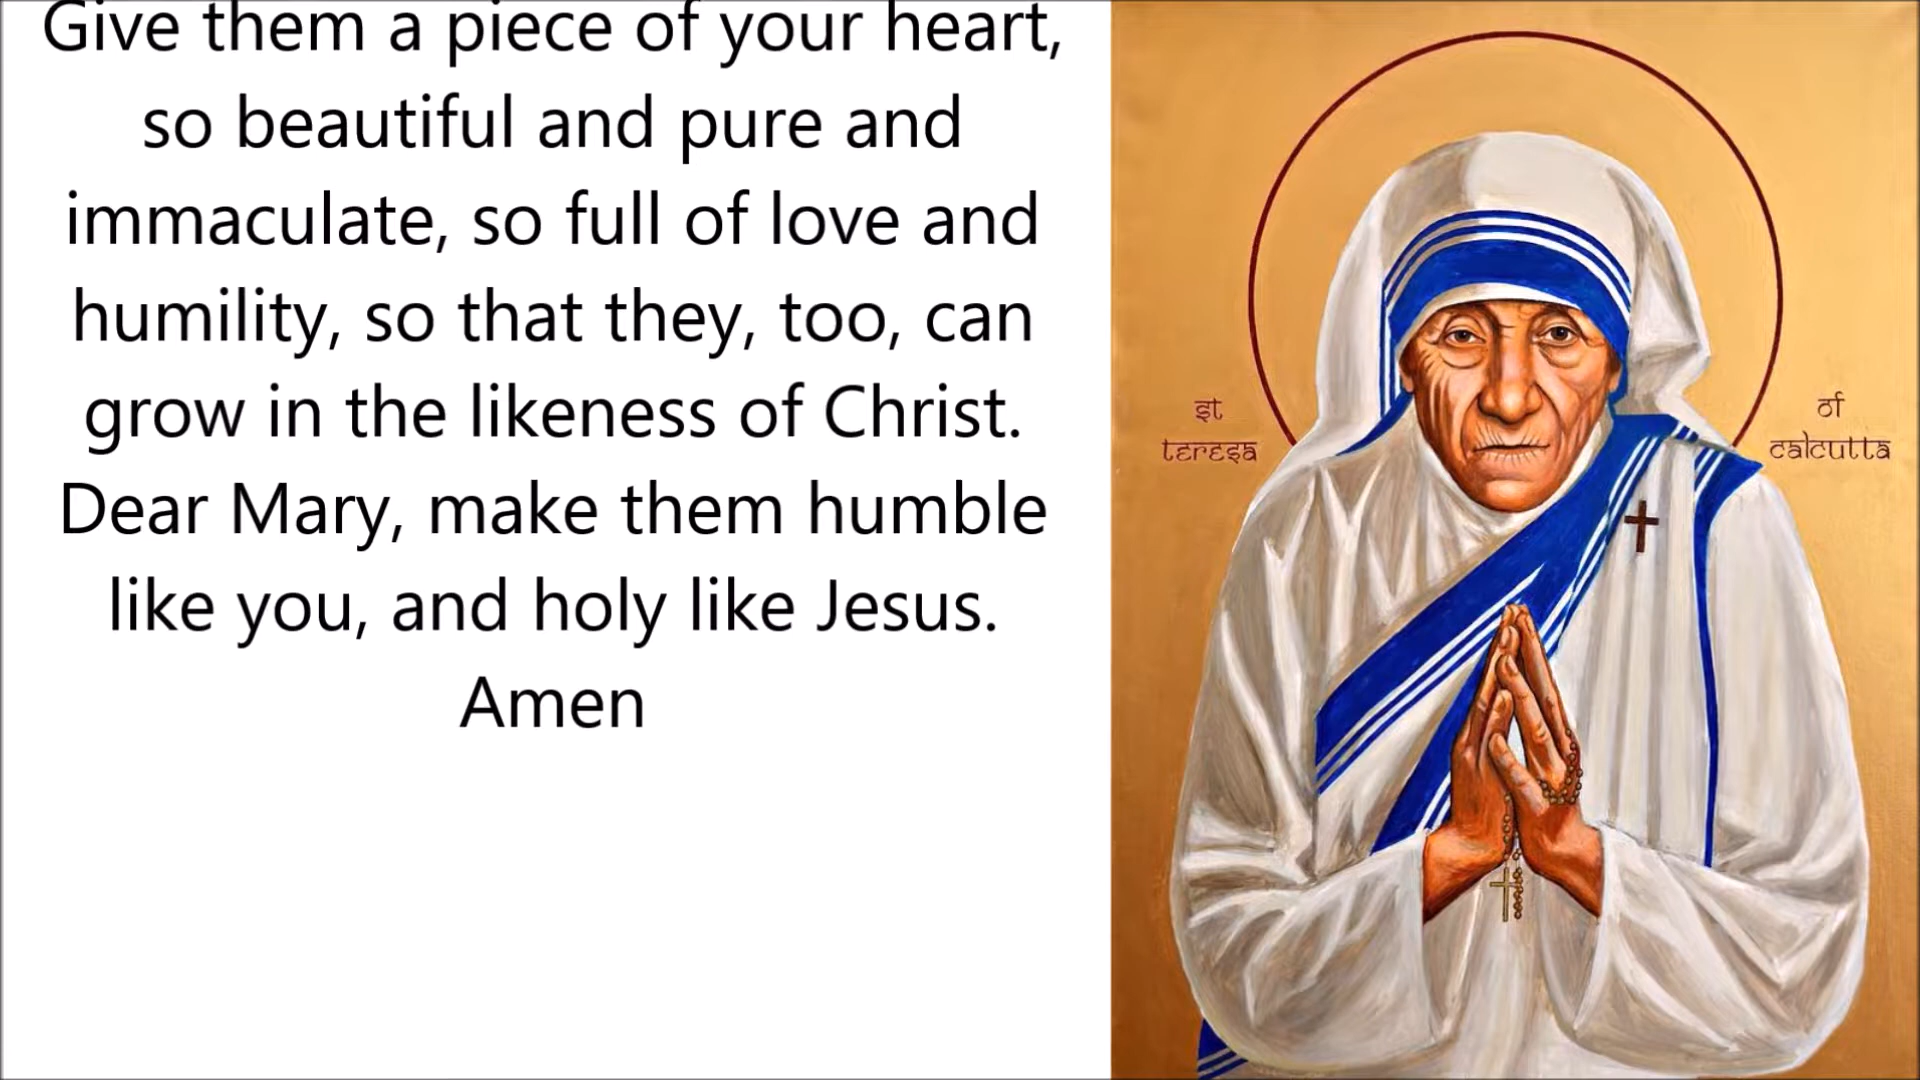 Give them a piece of your heart,
so beautiful and pure and
immaculate, so full of love and
humility, so that they, too, can
grow in the likeness of Christ.
Dear Mary, make them humble
like you, and holy like Jesus.
Amen
st
teresa
of
calcutta